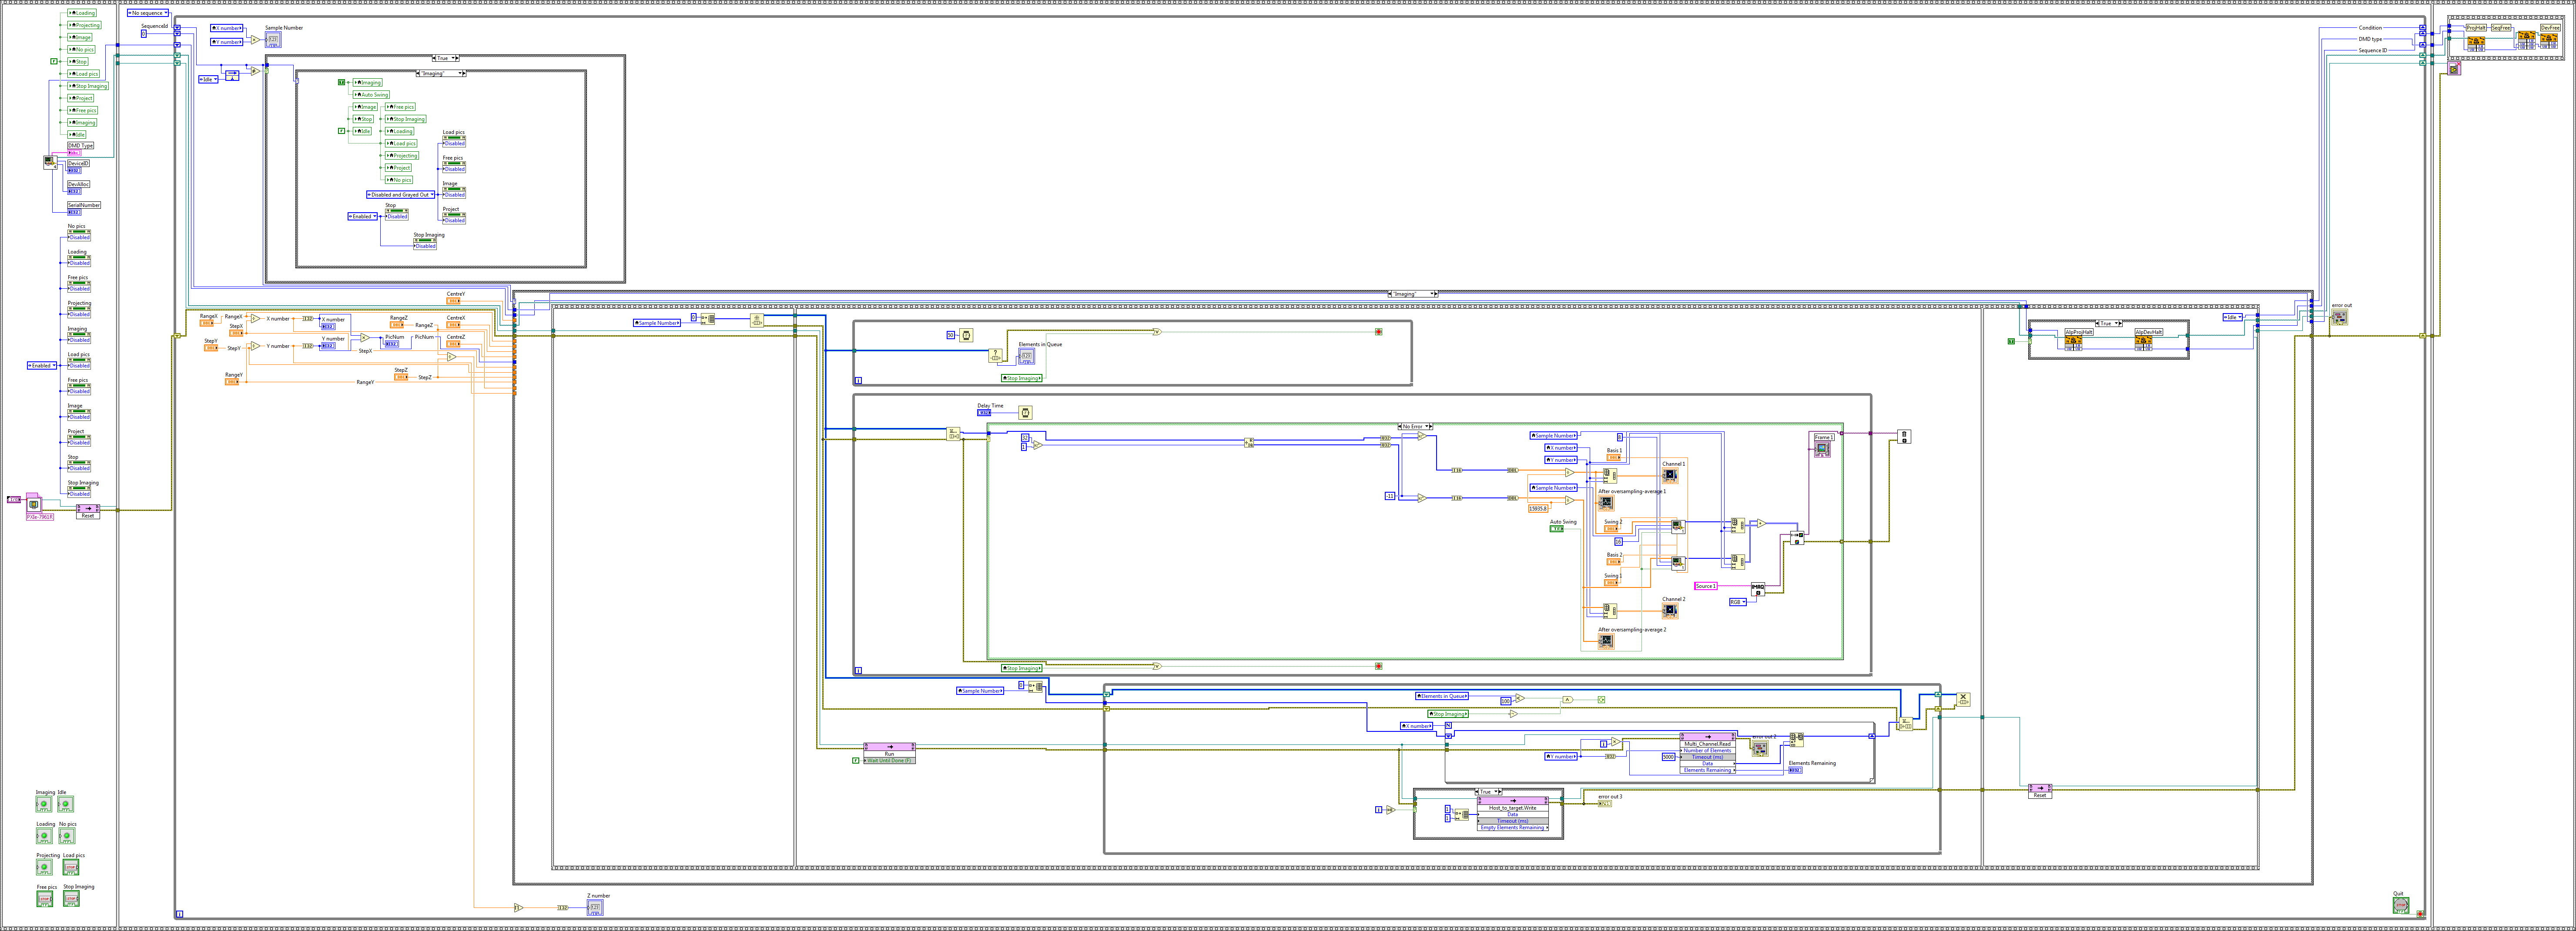 Loading
Projecting
Image
No pics
Stop
Load pics
Stop Imaging
Project
Free pics
Imaging
Idle
DMD Type
DeviceID
DevAlloc
SerialNumber
No pics
Disabled
Loading
Disabled
Free pics
Disabled
Projecting
Disabled
Imaging
Disabled
Load pics
Disabled
Enabled
Free pics
Disabled
Image
Disabled
Project
Disabled
Stop
Disabled
Stop Imaging
Disabled
PXIe-7961R
Reset
Imaging Idle
Loading No pics
Projecting Load pics
Free pics Stop Imaging
No sequence
SequenceId
0
X number
Y number
Sample Number
Idle
True
"Imaging"
Imaging
Auto Swing
Image Free pics
Stop Stop Imaging
Idle Loading
Load pics
Projecting
Project
No pics
Load pics
Disabled
Free pics
Disabled
Image
Disabled
Disabled and Grayed Out
Project
Disabled
Stop
Enabled
Disabled
Stop Imaging
Disabled
CentreY
RangeX RangeX X number X number
StepX
StepY StepY Y number Y number
PicNum PicNum
StepX
RangeZ RangeZ
CentreX
CentreZ
StepZ StepZ
RangeY RangeY
Z number
"Imaging"
Sample Number
0
50
Elements in Queue
Stop Imaging
Delay Time
No Error
-11
15935.8
Sample Number
X number
Y number
Sample Number
Basis 1
Channel 1
After oversampling-average 1
Auto Swing
Swing 2
16
Basis 2
Swing 1
Source 1
RGB
IMAQ
Channel 2
After oversampling-average 2
Frame 1
Stop Imaging
Sample Number
Elements in Queue
100
Stop Imaging
X number
N
Run
Wait Until Done (F)
Y number
5000
Multi_Channel.Read
Number of Elements
Timeout (ms)
Data
Elements Remaining
error out 2
Elements Remaining
True
Host_to_target.Write
Data
Timeout (ms)
Empty Elements Remaining
error out 3
Reset
True
AlpProjHalt
AlpDevHalt
Idle
error out
Condition
DMD type
Sequence ID
ProjHalt
SeqFree
DevFree
Quit